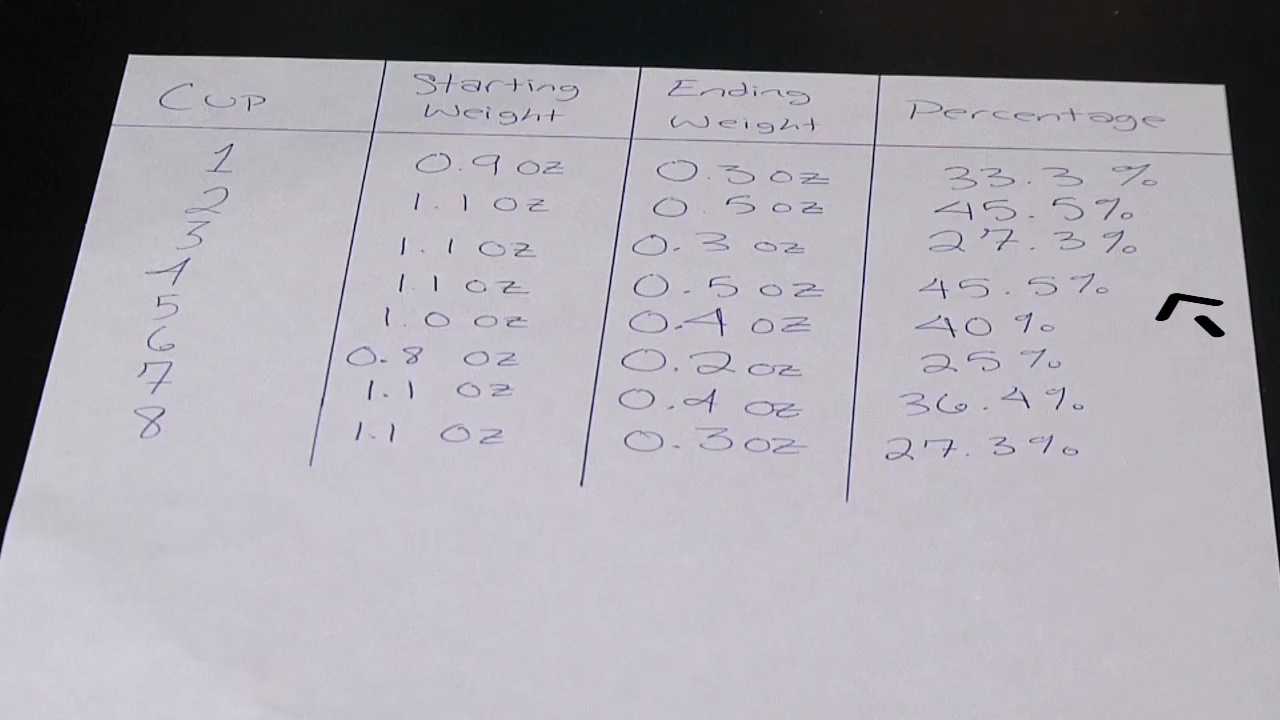 Cup Starting Weight Ending Weight Percentage
1 0.9 oz 0.3 oz 33.3 %
2 1.1 oz 0.5 oz 45.5%
3 1.1 oz 0.3 oz 27.3%
4 1.1 oz 0.5 oz 45.5%
5 1.0 oz 0.4 oz 40 %
6 0.8 oz 0.2 oz 25 %
7 1.1 oz 0.4 oz 36.4%
8 1.1 oz 0.3 oz 27.3%